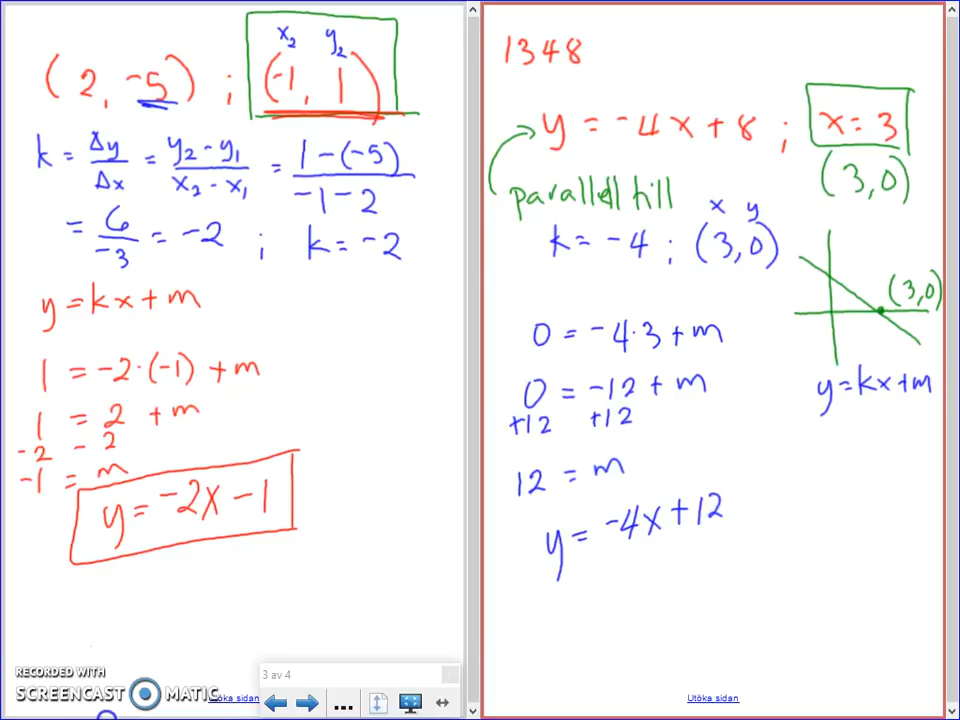 x₂ y₂
(2, -5) ; (-1, 1)
k = Δy/Δx = (y₂ - y₁)/(x₂ - x₁) = (1 - (-5))/(-1 - 2)
= 6/-3 = -2 ; k = -2
y = kx + m
1 = -2·(-1) + m
1 = 2 + m
-2 -2
-1 = m
y = -2x - 1
RECORDED WITH
SCREENCAST MATIC
Utöka sidan
3 av 4
...
1348
y = -4x + 8 ; x = 3
(3, 0)
parallell till
x y
k = -4 ; (3, 0)
(3, 0)
0 = -4·3 + m
y = kx + m
0 = -12 + m
+12 +12
12 = m
y = -4x + 12
Utöka sidan